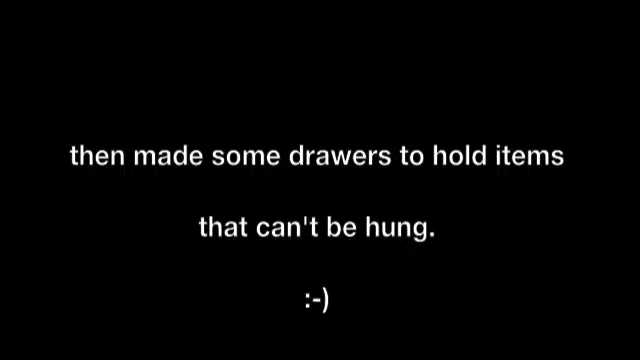 then made some drawers to hold items
that can't be hung.
:-)